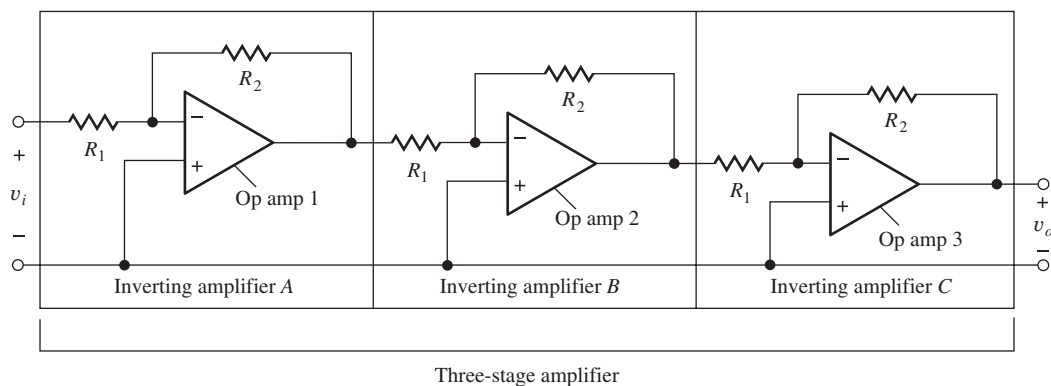 R2
R1
−
+
Op amp 1
R2
R1
−
+
Op amp 2
R2
R1
−
+
Op amp 3
+
vi
−
+
vo
−
Inverting amplifier A
Inverting amplifier B
Inverting amplifier C
Three-stage amplifier